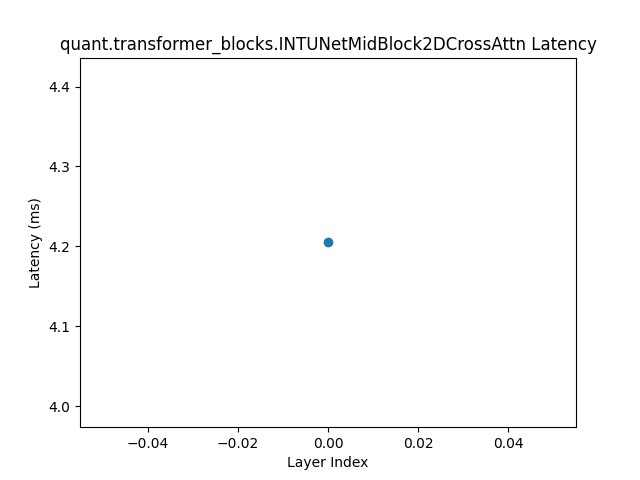 quant.transformer_blocks.INTUNetMidBlock2DCrossAttn Latency
4.4
4.3
4.2
4.1
4.0
Latency (ms)
−0.04 −0.02 0.00 0.02 0.04
Layer Index